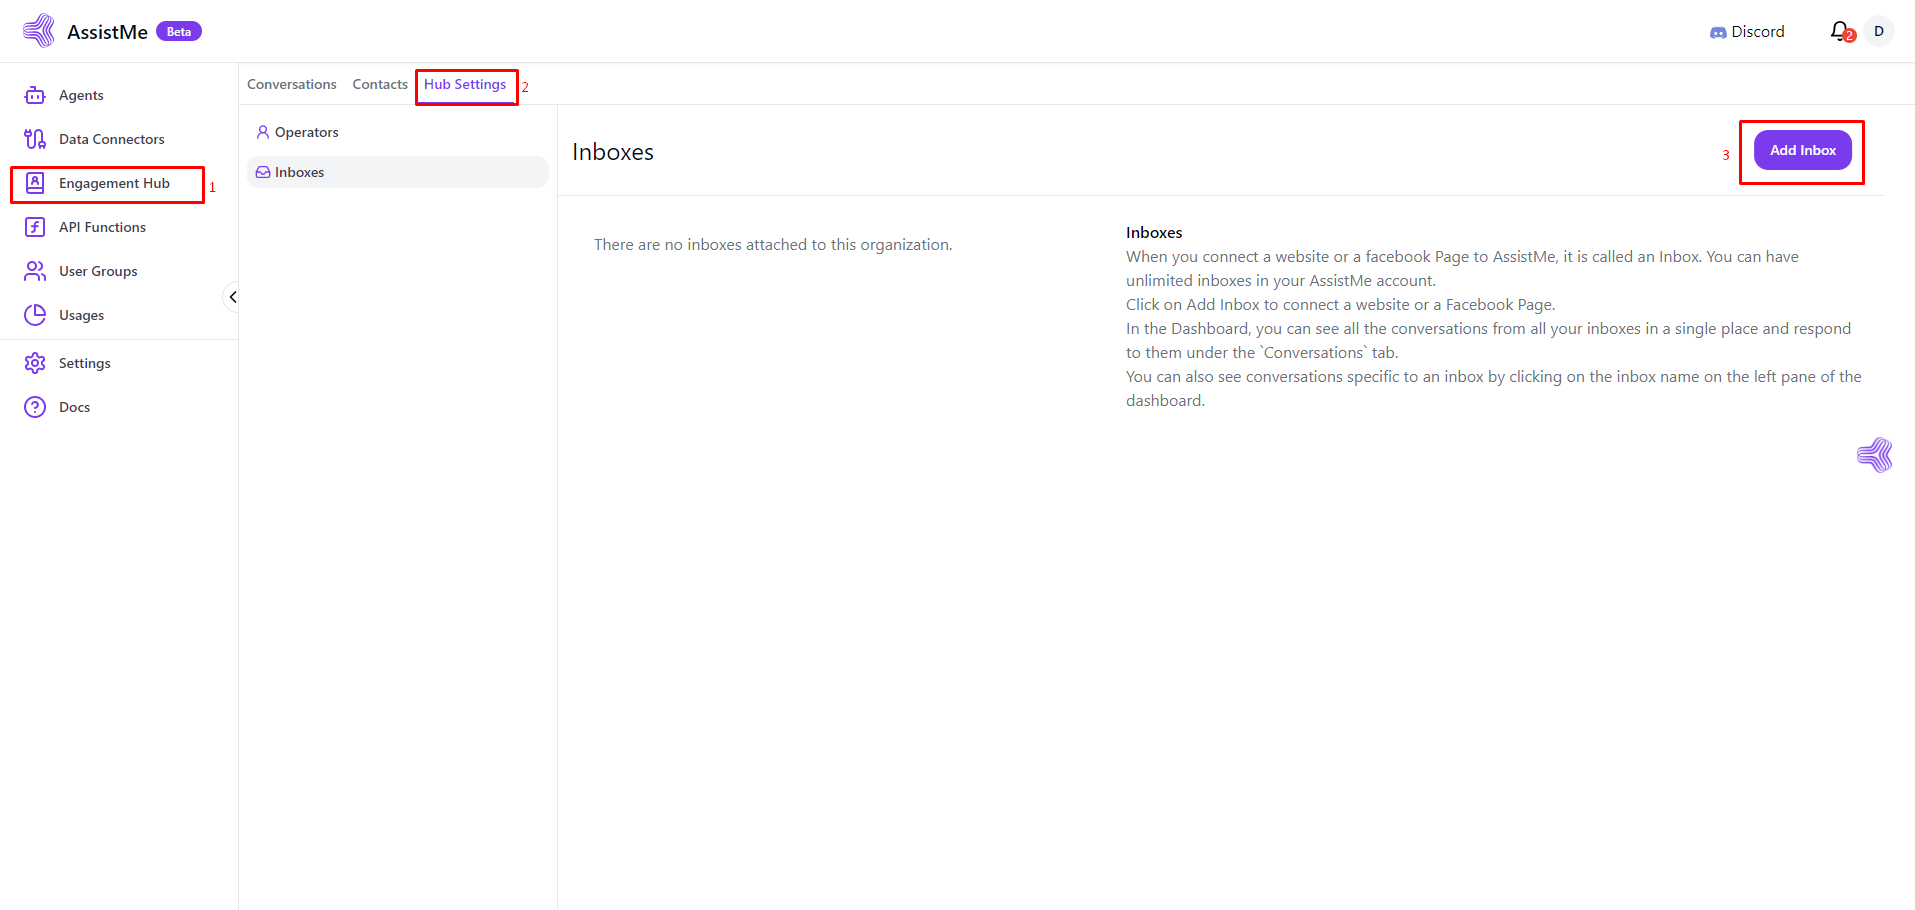 AssistMe Beta
Discord
2
D
Agents
Data Connectors
Engagement Hub
1
API Functions
User Groups
Usages
Settings
Docs
Conversations Contacts Hub Settings 2
Operators
Inboxes
Inboxes
3
Add Inbox
There are no inboxes attached to this organization.
Inboxes
When you connect a website or a facebook Page to AssistMe, it is called an Inbox. You can have
unlimited inboxes in your AssistMe account.
Click on Add Inbox to connect a website or a Facebook Page.
In the Dashboard, you can see all the conversations from all your inboxes in a single place and respond
to them under the `Conversations` tab.
You can also see conversations specific to an inbox by clicking on the inbox name on the left pane of the
dashboard.